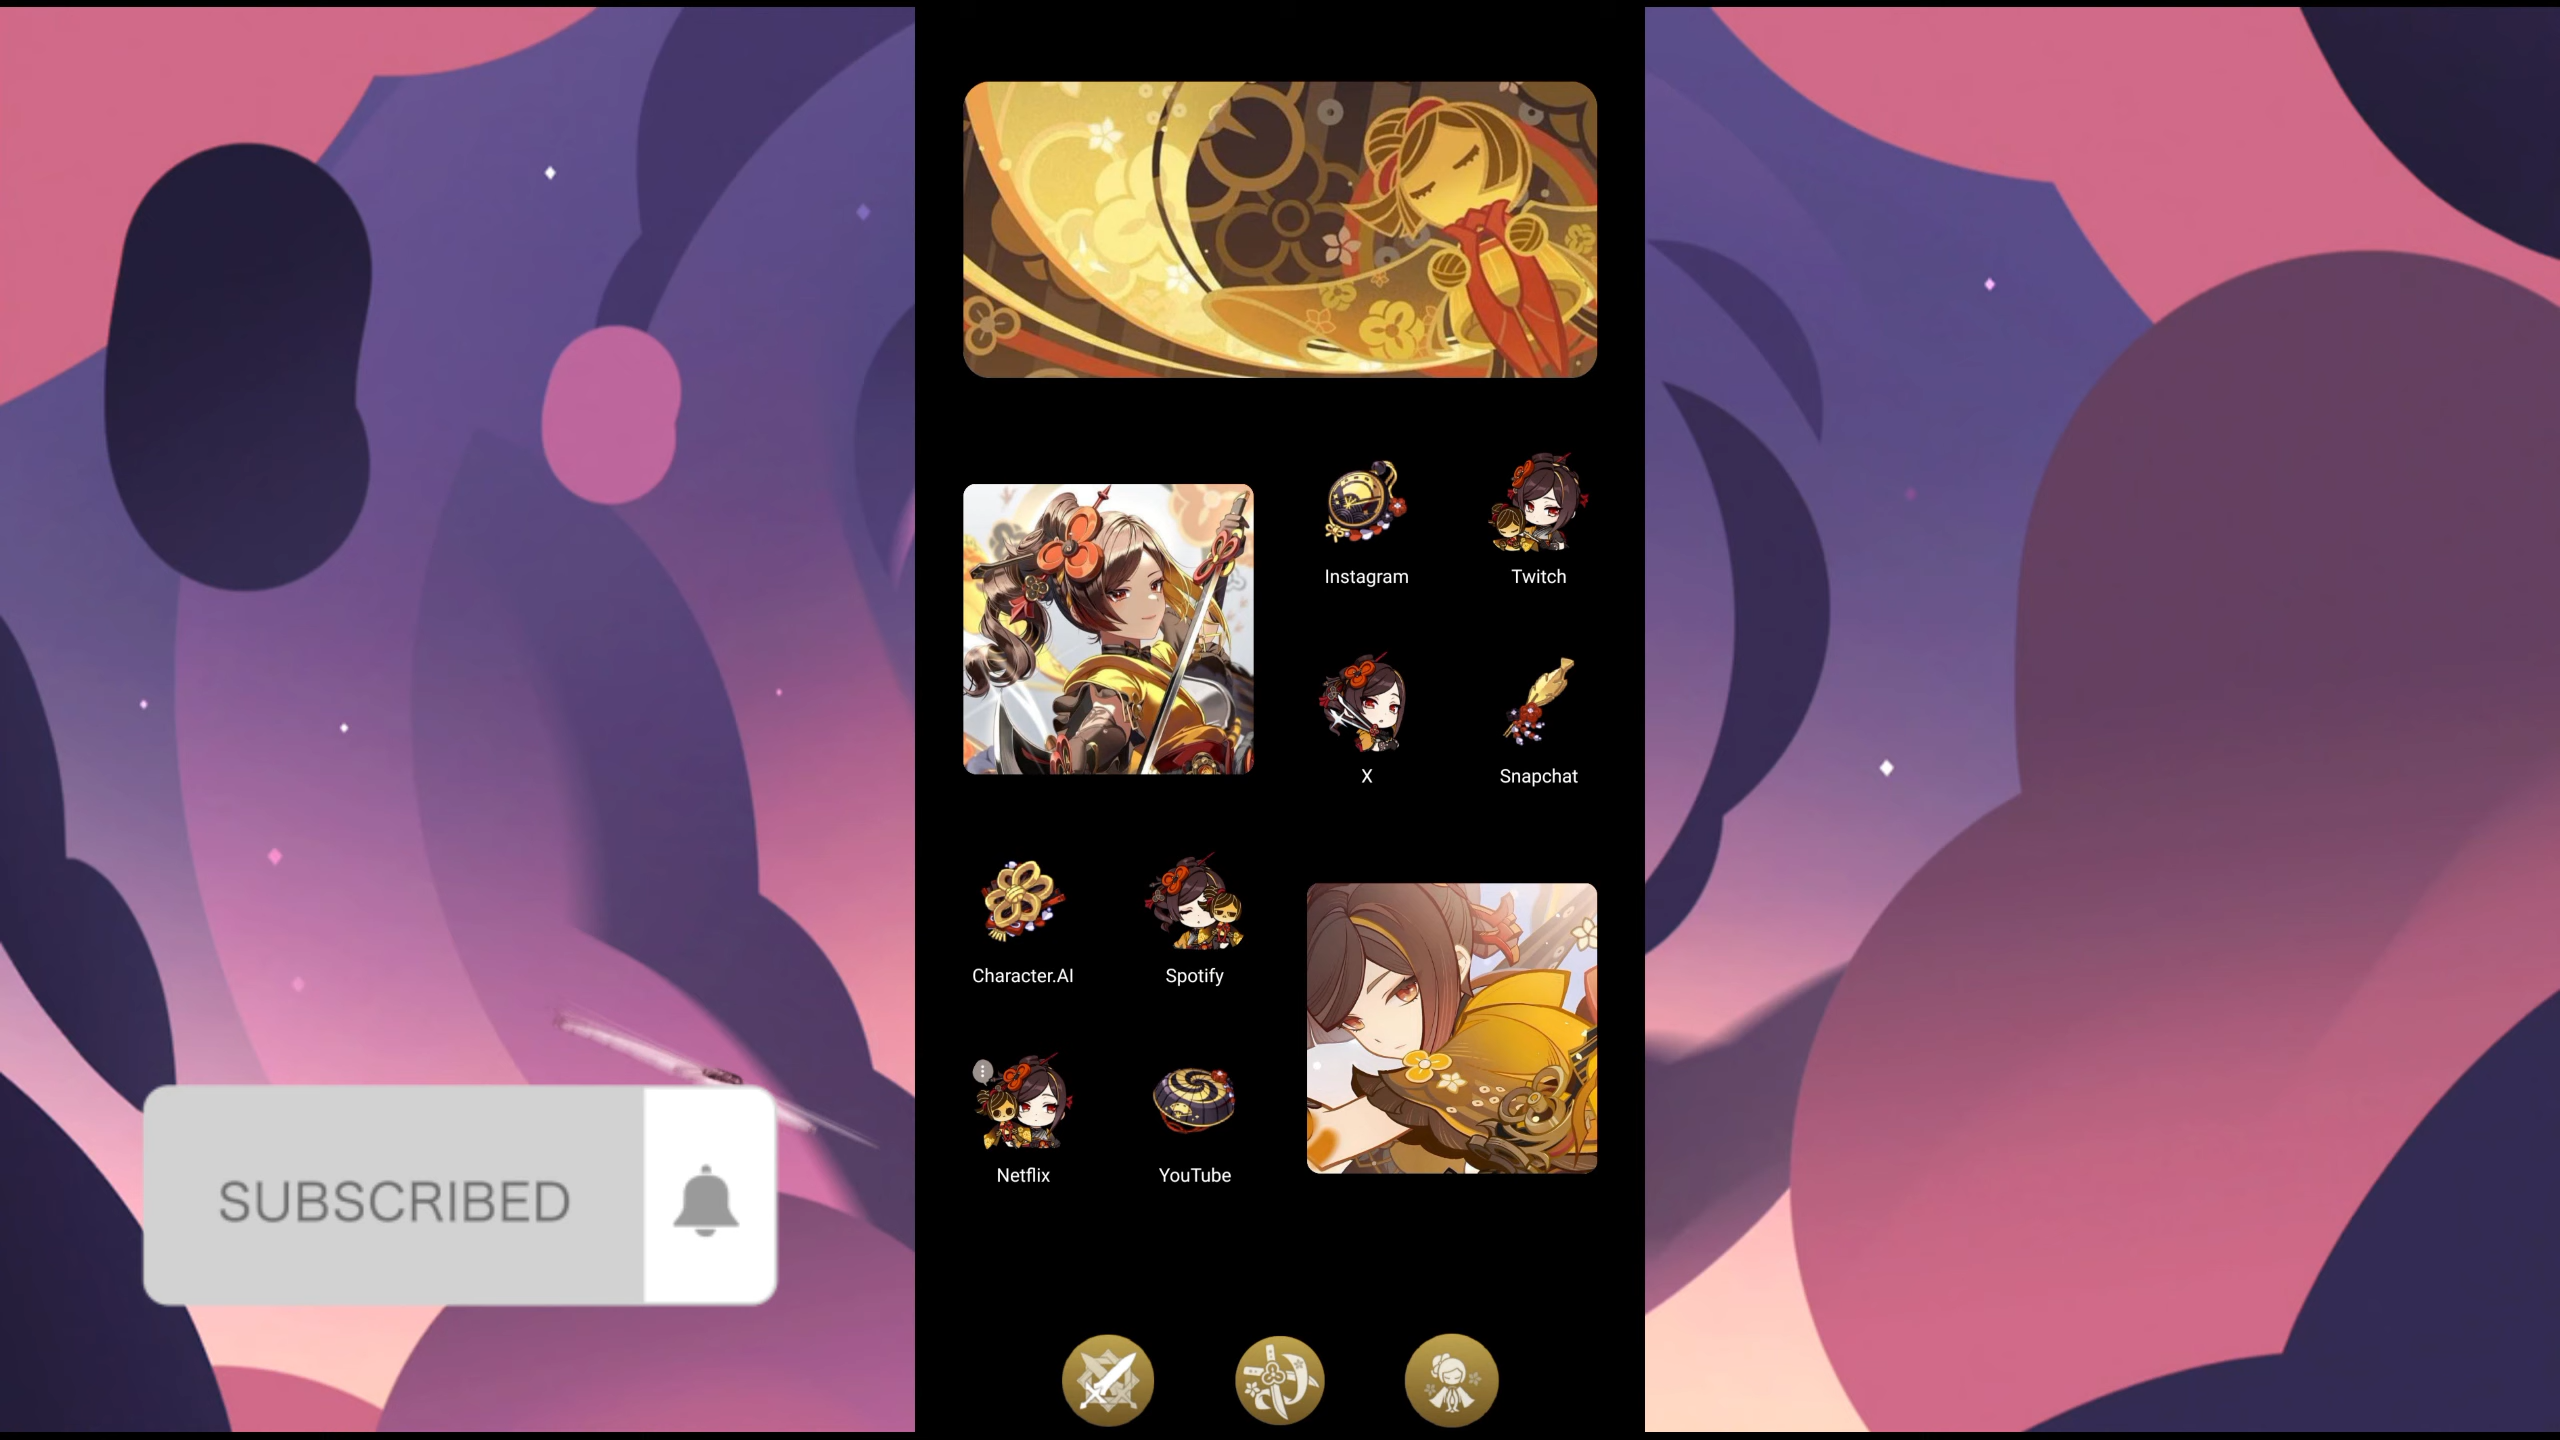 Instagram
Twitch
X
Snapchat
Character.AI
Spotify
Netflix
YouTube
SUBSCRIBED